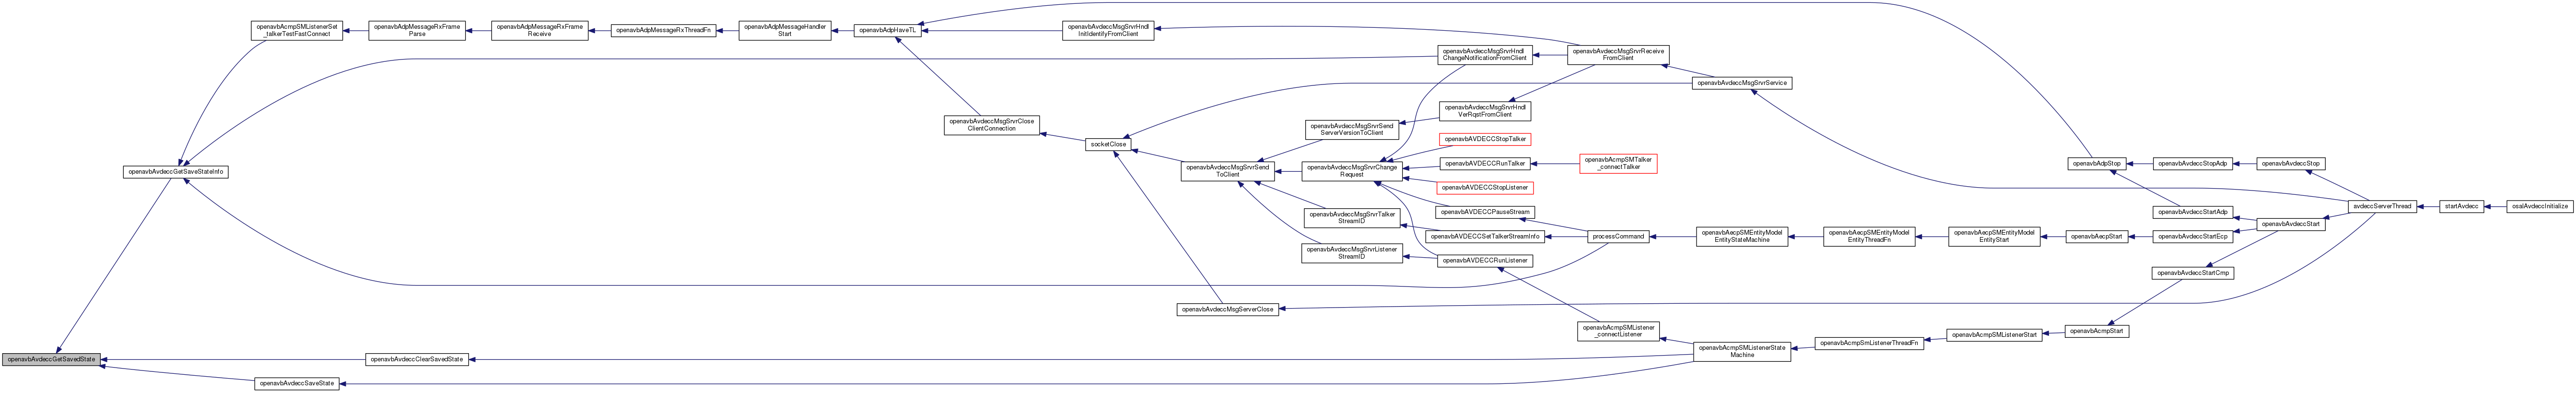 openavbAcmpSMListenerSet
_talkerTestFastConnect
openavbAdpMessageRxFrame
Parse
openavbAdpMessageRxFrame
Receive
openavbAdpMessageRxThreadFn
openavbAdpMessageHandler
Start
openavbAdpHaveTL
openavbAvdeccMsgSrvrHndl
InitIdentifyFromClient
openavbAvdeccMsgSrvrHndl
ChangeNotificationFromClient
openavbAvdeccMsgSrvrReceive
FromClient
openavbAvdeccMsgSrvrService
openavbAvdeccMsgSrvrHndl
VerRqstFromClient
openavbAvdeccMsgSrvrClose
ClientConnection
openavbAvdeccMsgSrvrSend
ServerVersionToClient
socketClose
openavbAVDECCStopTalker
openavbAvdeccGetSaveStateInfo
openavbAvdeccMsgSrvrSend
ToClient
openavbAvdeccMsgSrvrChange
Request
openavbAVDECCRunTalker
openavbAcmpSMTalker
_connectTalker
openavbAdpStop
openavbAvdeccStopAdp
openavbAvdeccStop
openavbAVDECCStopListener
openavbAVDECCPauseStream
openavbAvdeccMsgSrvrTalker
StreamID
openavbAvdeccStartAdp
avdeccServerThread
startAvdecc
osalAvdeccInitialize
openavbAvdeccStart
openavbAVDECCSetTalkerStreamInfo
processCommand
openavbAecpSMEntityModel
EntityStateMachine
openavbAecpSMEntityModel
EntityThreadFn
openavbAecpSMEntityModel
EntityStart
openavbAecpStart
openavbAvdeccStartEcp
openavbAvdeccMsgSrvrListener
StreamID
openavbAVDECCRunListener
openavbAvdeccStartCmp
openavbAvdeccMsgServerClose
openavbAcmpSMListener
_connectListener
openavbAcmpStart
openavbAcmpSMListenerStart
openavbAcmpSmListenerThreadFn
openavbAcmpSMListenerState
Machine
openavbAvdeccGetSavedState
openavbAvdeccClearSavedState
openavbAvdeccSaveState